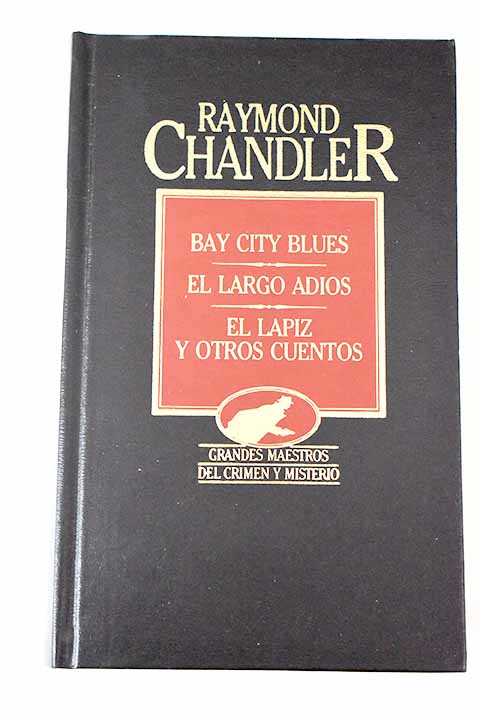 RAYMOND
CHANDLER
BAY CITY BLUES
EL LARGO ADIOS
EL LAPIZ
Y OTROS CUENTOS
GRANDES MAESTROS
DEL CRIMEN Y MISTERIO